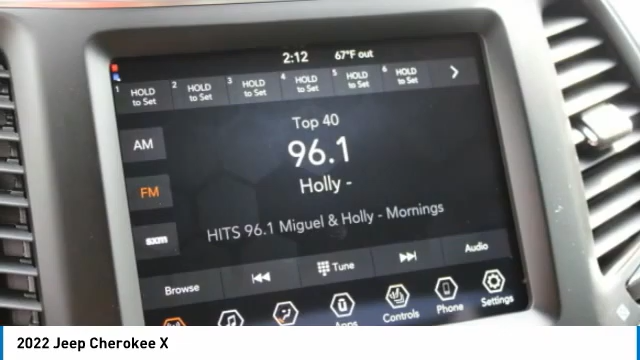 2:12 67°F out
1 HOLD to Set 2 HOLD to Set 3 HOLD to Set 4 HOLD to Set 5 HOLD to Set 6 HOLD to Set
Top 40
AM
96.1
FM
Holly -
sxm
HITS 96.1 Miguel & Holly - Mornings
Browse Tune Audio
Apps Controls Phone Settings
2022 Jeep Cherokee X